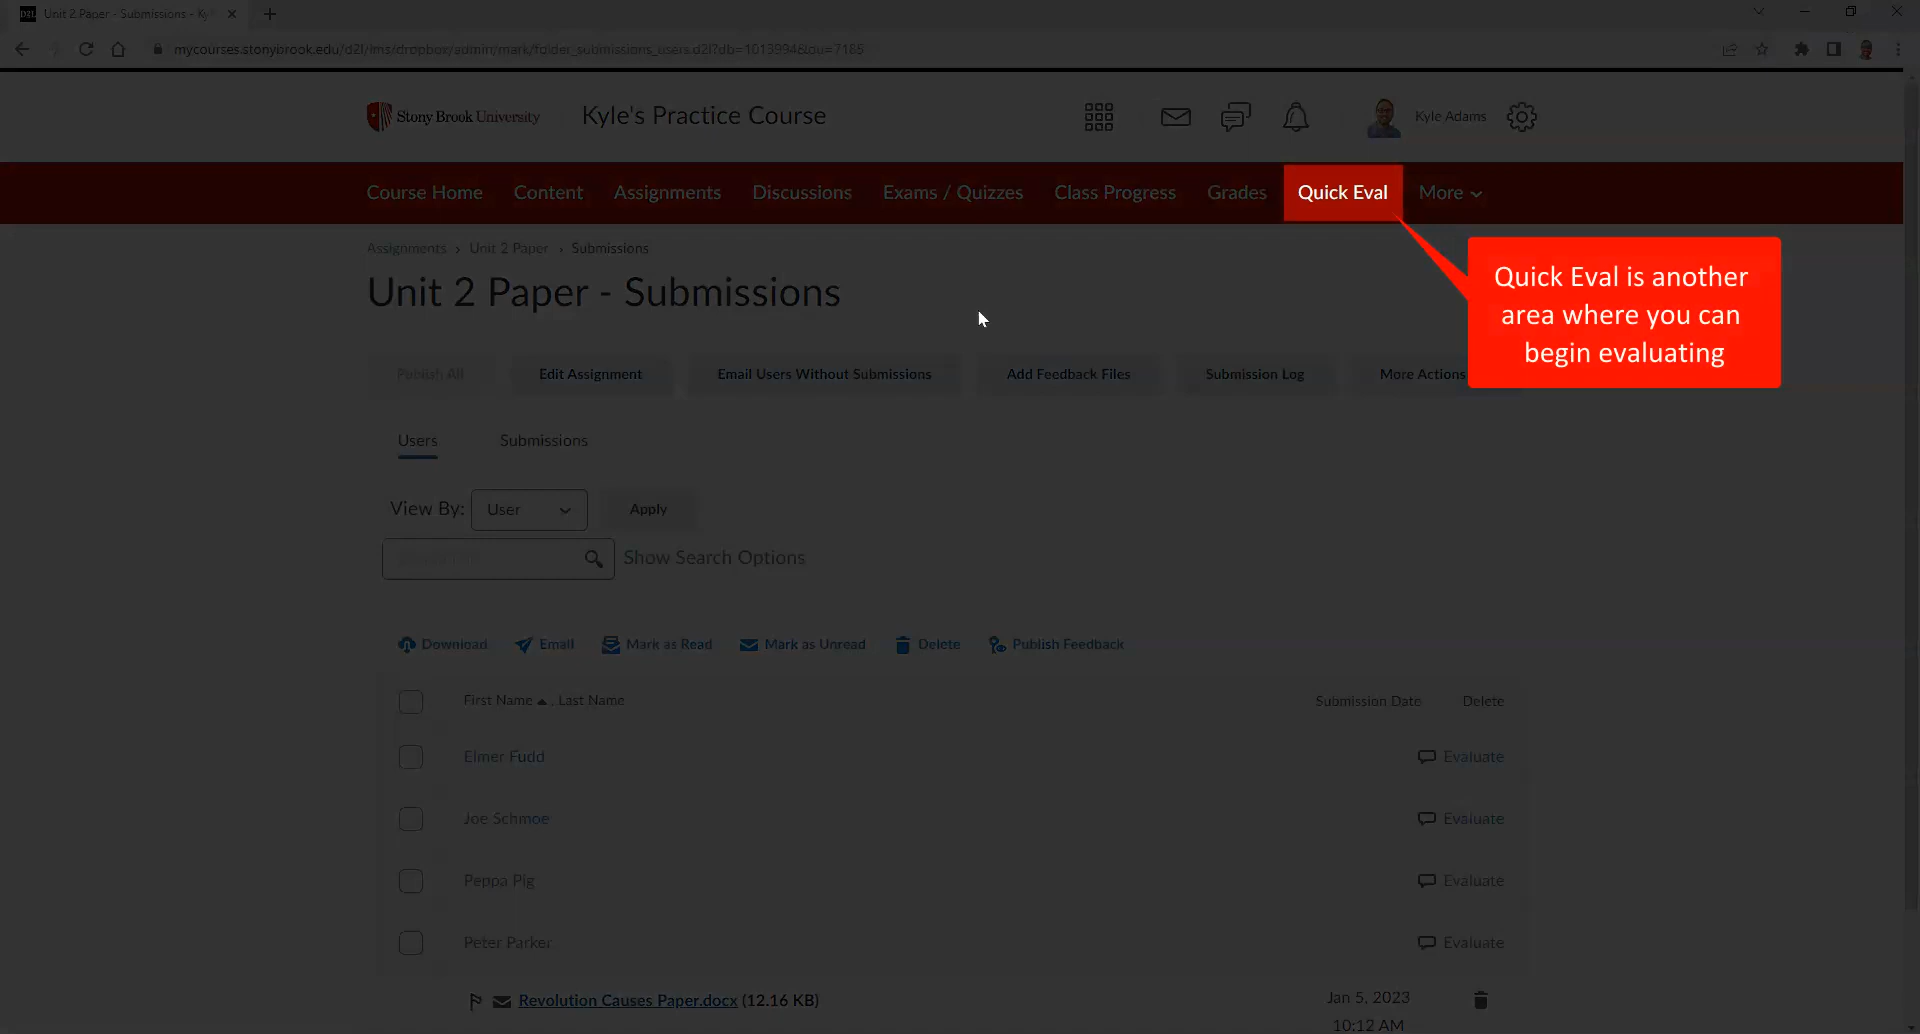 Unit 2 Paper - Submissions - Ky
mycourses.stonybrook.edu/d2l/lms/dropbox/admin/mark/folder_submissions_users.d2l?db=1013994&ou=7185
Stony Brook University
Kyle's Practice Course
Kyle Adams
Course Home Content Assignments Discussions Exams / Quizzes Class Progress Grades Quick Eval More
Assignments › Unit 2 Paper › Submissions
Unit 2 Paper - Submissions
Quick Eval is another
area where you can
begin evaluating
Publish All Edit Assignment Email Users Without Submissions Add Feedback Files Submission Log More Actions
Users Submissions
View By: User Apply
Show Search Options
Download Email Mark as Read Mark as Unread Delete Publish Feedback
First Name , Last Name Submission Date Delete
Elmer Fudd Evaluate
Joe Schmoe Evaluate
Peppa Pig Evaluate
Peter Parker Evaluate
Revolution Causes Paper.docx (12.16 KB) Jan 5, 2023
10:12 AM